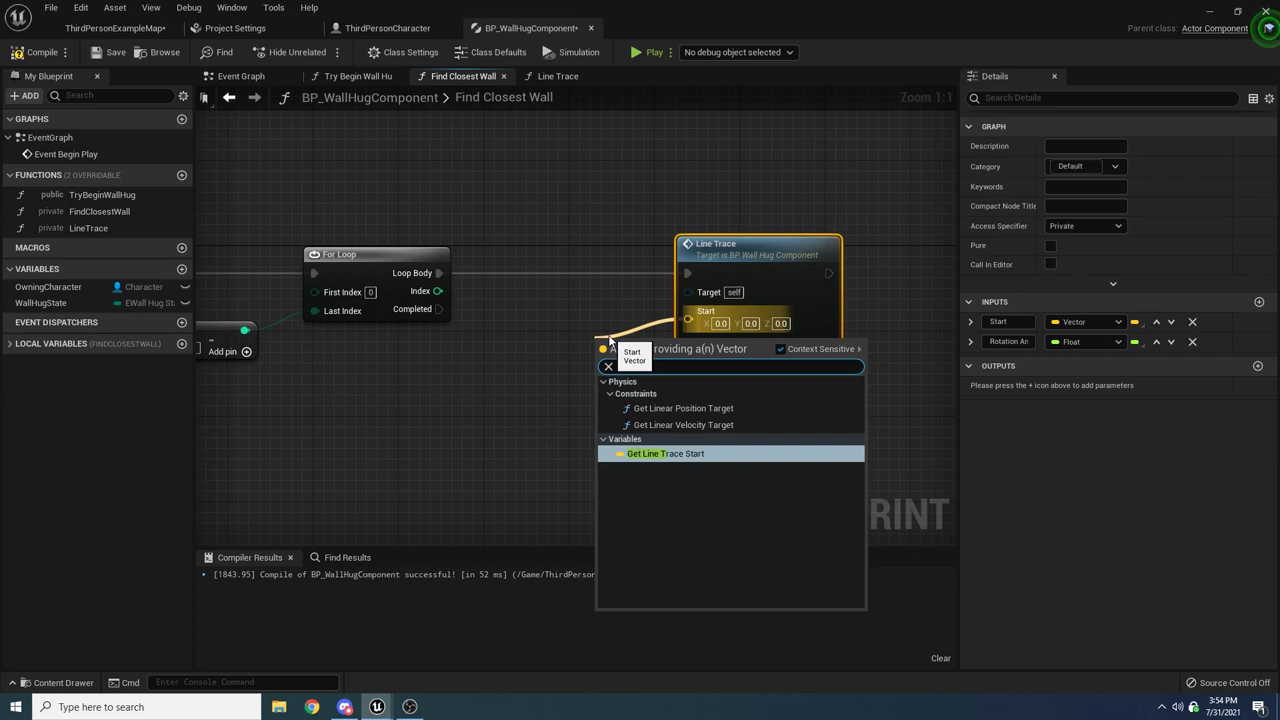 File Edit Asset View Debug Window Tools Help
ThirdPersonExampleMap•
Project Settings
ThirdPersonCharacter
BP_WallHugComponent•
Parent class: Actor Component
Compile
Save
Browse
Find
Hide Unrelated
Class Settings
Class Defaults
Simulation
Play
No debug object selected
My Blueprint
Event Graph
Try Begin Wall Hu
Find Closest Wall
Line Trace
Details
ADD
Search
BP_WallHugComponent > Find Closest Wall
Zoom 1:1
Search Details
GRAPHS
EventGraph
Event Begin Play
FUNCTIONS (2 OVERRIDABLE)
public TryBeginWallHug
private FindClosestWall
private LineTrace
MACROS
VARIABLES
OwningCharacter Character
WallHugState EWall Hug St
EVENT DISPATCHERS
LOCAL VARIABLES (FINDCLOSESTWALL)
Add pin
For Loop
Loop Body
First Index 0
Index
Last Index
Completed
Line Trace
Target is BP Wall Hug Component
Target self
Start
X 0.0 Y 0.0 Z 0.0
providing a(n) Vector
Context Sensitive
Start
Vector
Physics
Constraints
Get Linear Position Target
Get Linear Velocity Target
Variables
Get Line Trace Start
RINT
GRAPH
Description
Category Default
Keywords
Compact Node Title
Access Specifier Private
Pure
Call In Editor
INPUTS
Start Vector
Rotation An Float
OUTPUTS
Please press the + icon above to add parameters
Compiler Results
Find Results
[1843.95] Compile of BP_WallHugComponent successful! [in 52 ms] (/Game/ThirdPerson
Clear
Content Drawer
Cmd
Enter Console Command
Source Control Off
Type here to search
3:54 PM
7/31/2021